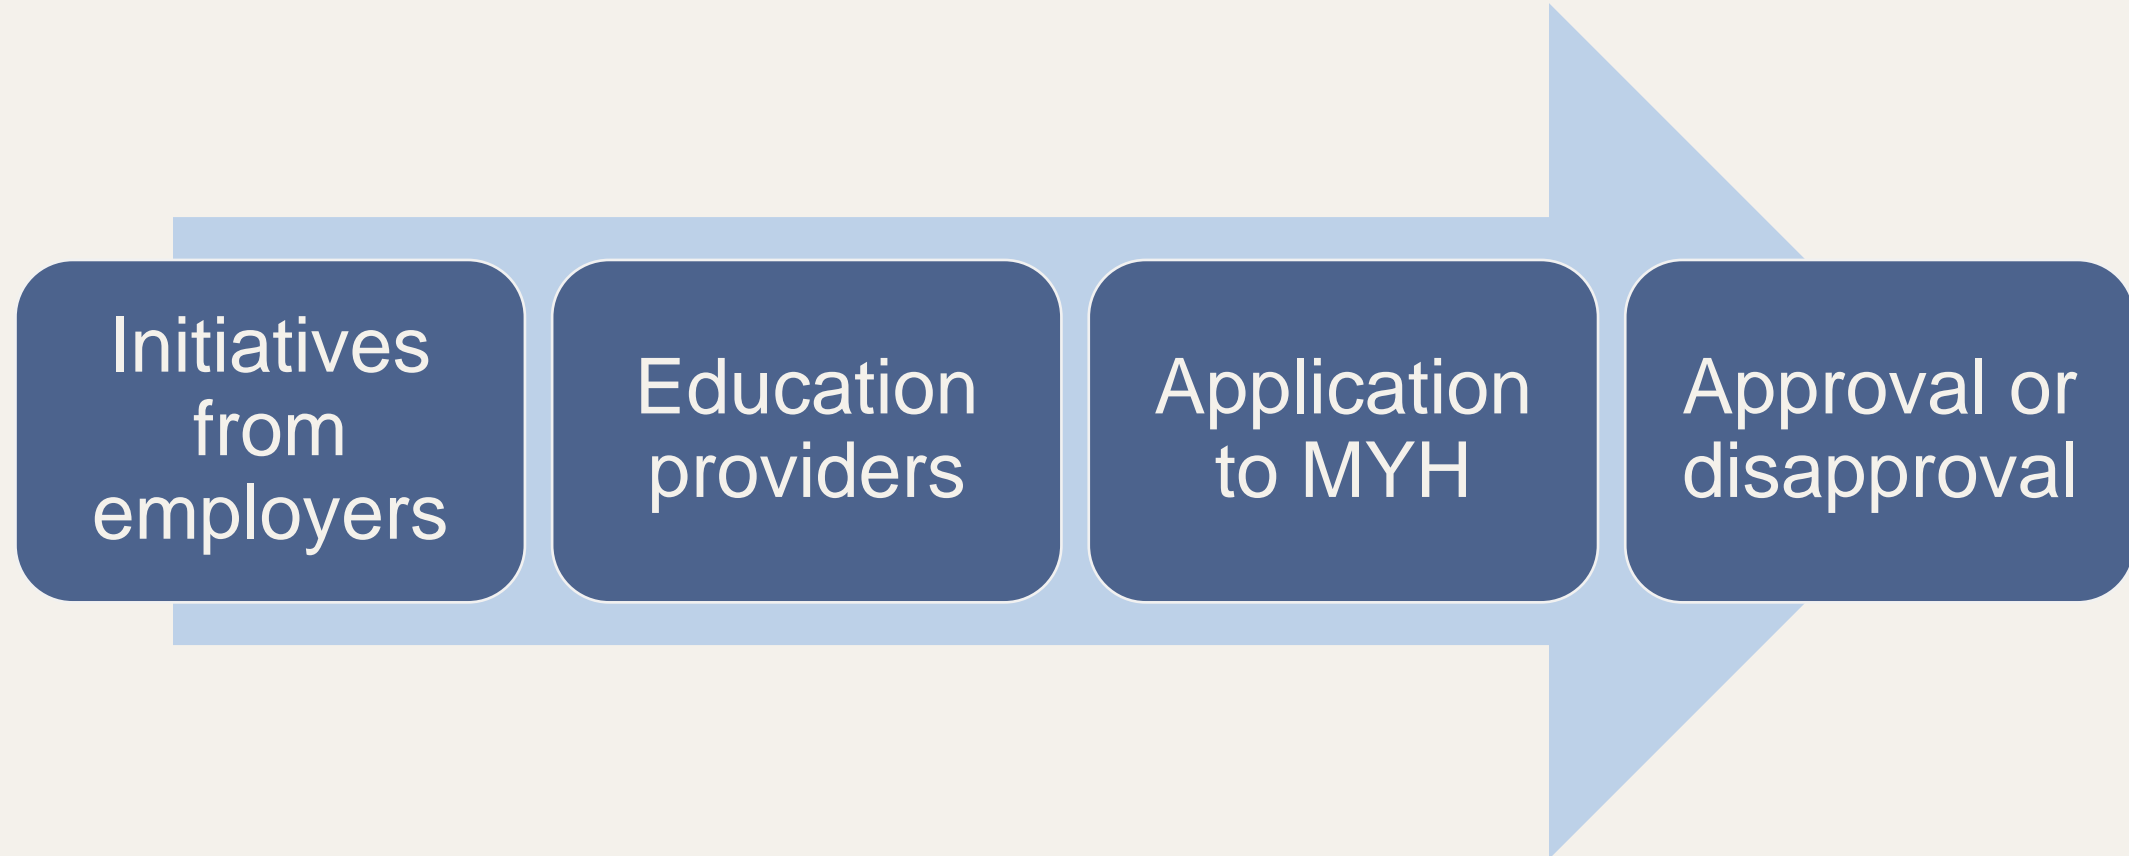 Initiatives
from
employers
Education
providers
Application
to MYH
Approval or
disapproval